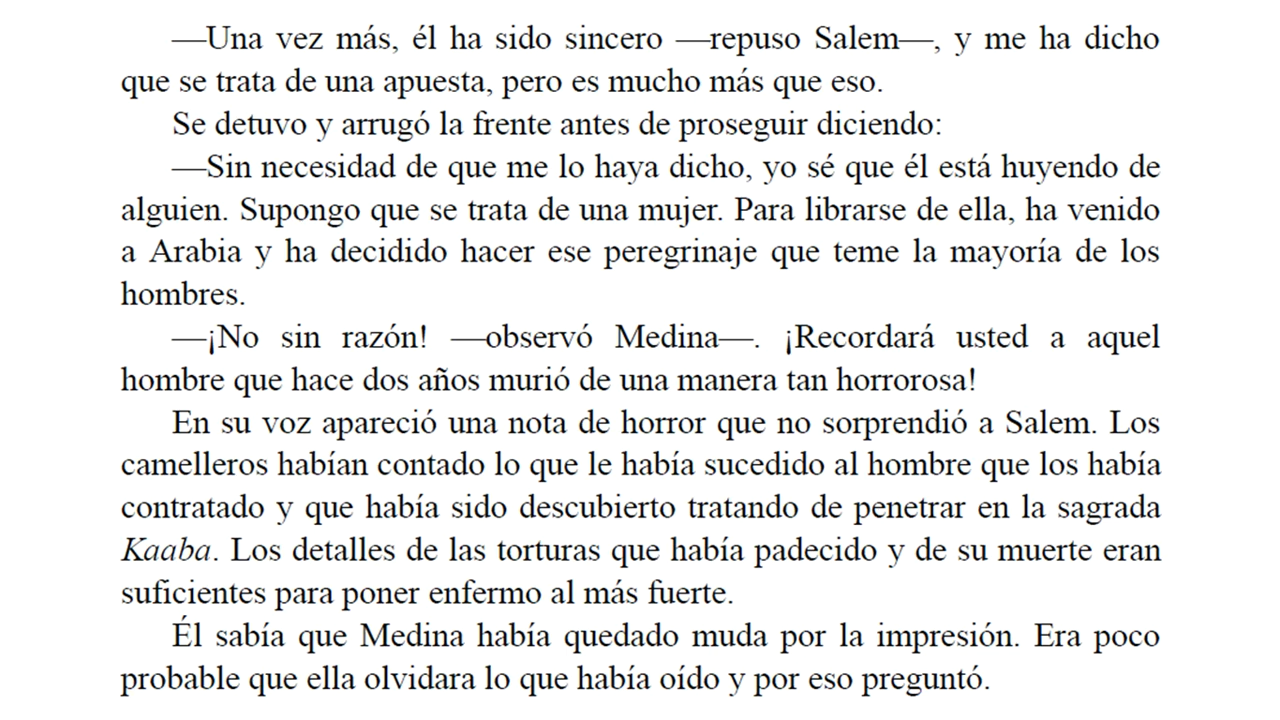 —Una vez más, él ha sido sincero —repuso Salem—, y me ha dicho
que se trata de una apuesta, pero es mucho más que eso.
Se detuvo y arrugó la frente antes de proseguir diciendo:
—Sin necesidad de que me lo haya dicho, yo sé que él está huyendo de
alguien. Supongo que se trata de una mujer. Para librarse de ella, ha venido
a Arabia y ha decidido hacer ese peregrinaje que teme la mayoría de los
hombres.
—¡No sin razón! —observó Medina—. ¡Recordará usted a aquel
hombre que hace dos años murió de una manera tan horrorosa!
En su voz apareció una nota de horror que no sorprendió a Salem. Los
camelleros habían contado lo que le había sucedido al hombre que los había
contratado y que había sido descubierto tratando de penetrar en la sagrada
Kaaba. Los detalles de las torturas que había padecido y de su muerte eran
suficientes para poner enfermo al más fuerte.
Él sabía que Medina había quedado muda por la impresión. Era poco
probable que ella olvidara lo que había oído y por eso preguntó.